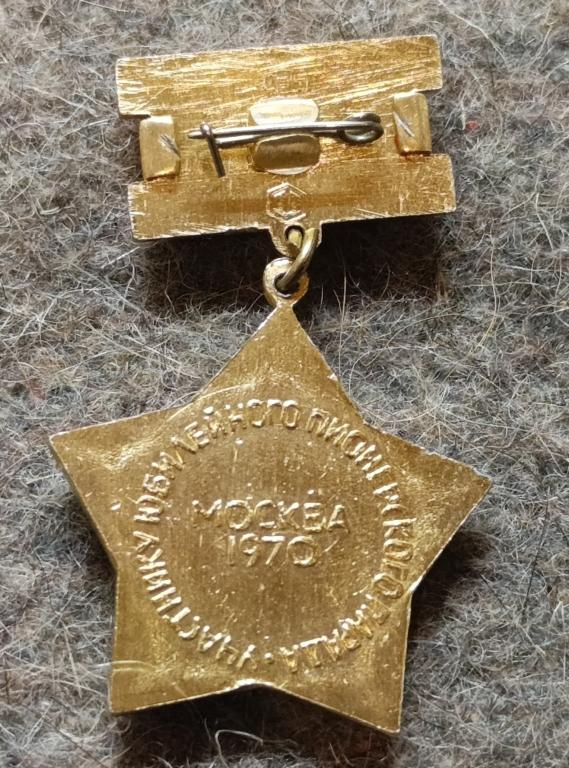 УЧАСТНИКУ ЮБИЛЕЙНОГО ПИОНЕРСКОГО ПАРАДА •
МОСКВА
1970